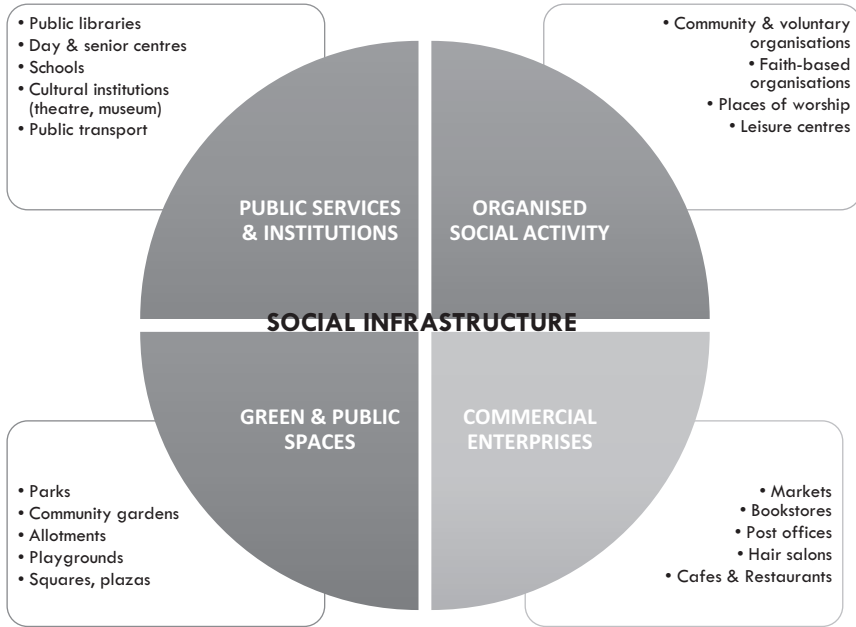 • Public libraries
• Day & senior centres
• Schools
• Cultural institutions
(theatre, museum)
• Public transport
• Community & voluntary
organisations
• Faith-based
organisations
• Places of worship
• Leisure centres
PUBLIC SERVICES
& INSTITUTIONS
ORGANISED
SOCIAL ACTIVITY
SOCIAL INFRASTRUCTURE
GREEN & PUBLIC
SPACES
COMMERCIAL
ENTERPRISES
• Parks
• Community gardens
• Allotments
• Playgrounds
• Squares, plazas
• Markets
• Bookstores
• Post offices
• Hair salons
• Cafes & Restaurants